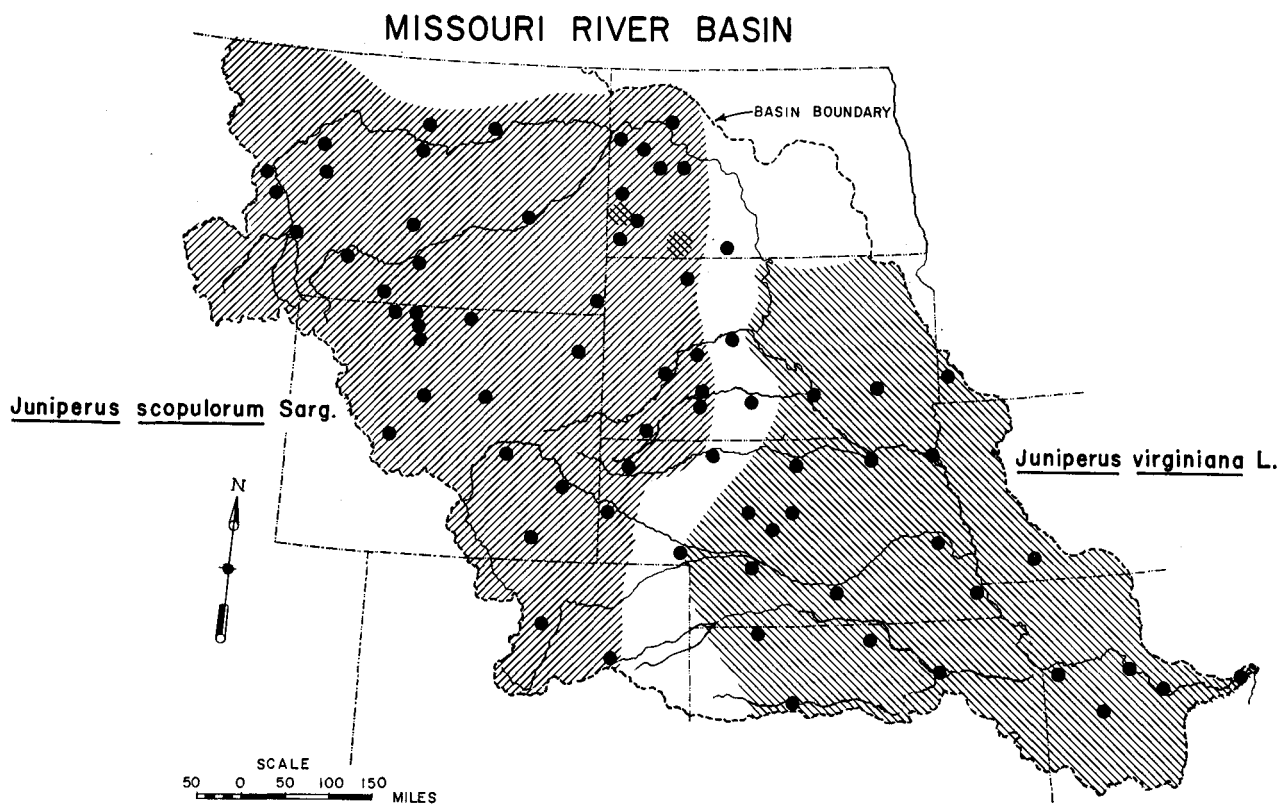 MISSOURI RIVER BASIN
BASIN BOUNDARY
Juniperus scopulorum Sarg.
Juniperus virginiana L.
N
SCALE
50 0 50 100 150
MILES